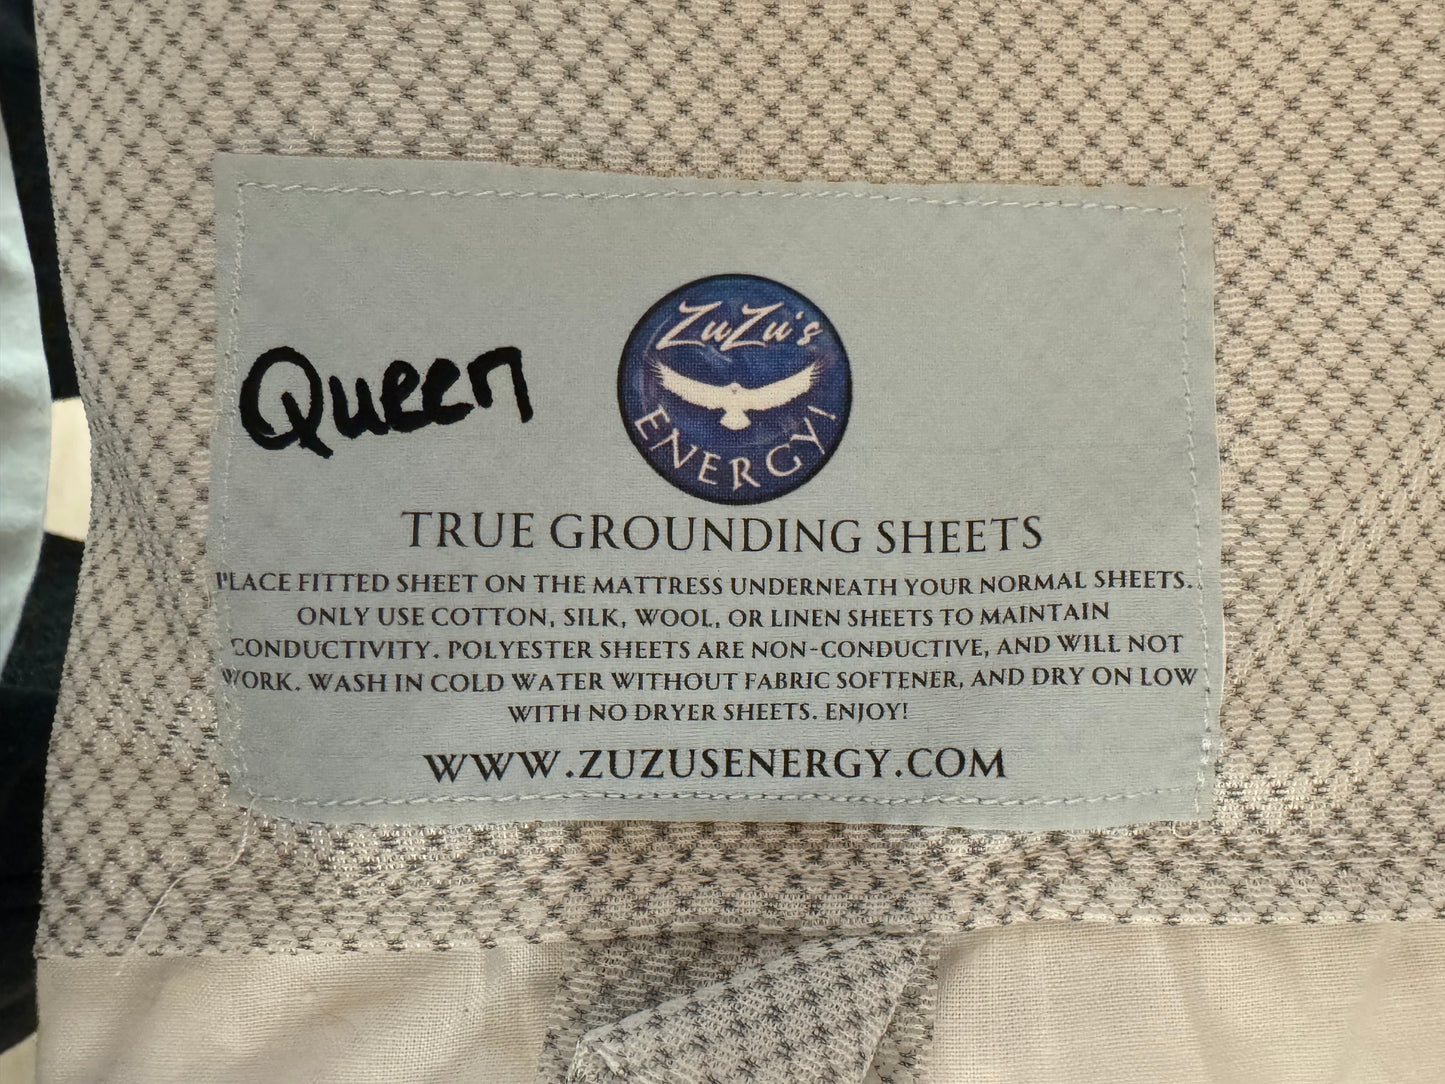 ZuZu's
ENERGY!
Queen
TRUE GROUNDING SHEETS
PLACE FITTED SHEET ON THE MATTRESS UNDERNEATH YOUR NORMAL SHEETS.
ONLY USE COTTON, SILK, WOOL, OR LINEN SHEETS TO MAINTAIN
CONDUCTIVITY. POLYESTER SHEETS ARE NON-CONDUCTIVE, AND WILL NOT
WORK. WASH IN COLD WATER WITHOUT FABRIC SOFTENER, AND DRY ON LOW
WITH NO DRYER SHEETS. ENJOY!
WWW.ZUZUSENERGY.COM